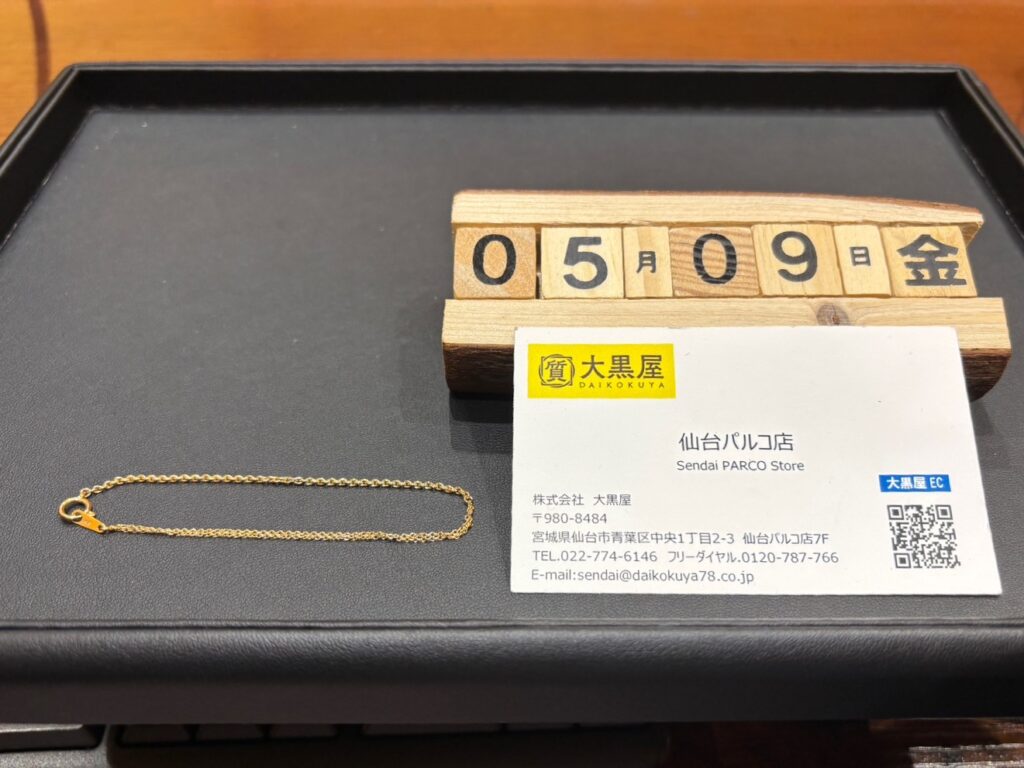 05月09日金
質 大黒屋
DAIKOKUYA
仙台パルコ店
Sendai PARCO Store
大黒屋 EC
株式会社 大黒屋
〒980-8484
宮城県仙台市青葉区中央1丁目2-3 仙台パルコ店7F
TEL.022-774-6146 フリーダイヤル.0120-787-766
E-mail:sendai@daikokuya78.co.jp